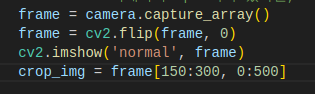 frame = camera.capture_array()
frame = cv2.flip(frame, 0)
cv2.imshow('normal', frame)
crop_img = frame[150:300, 0:500]